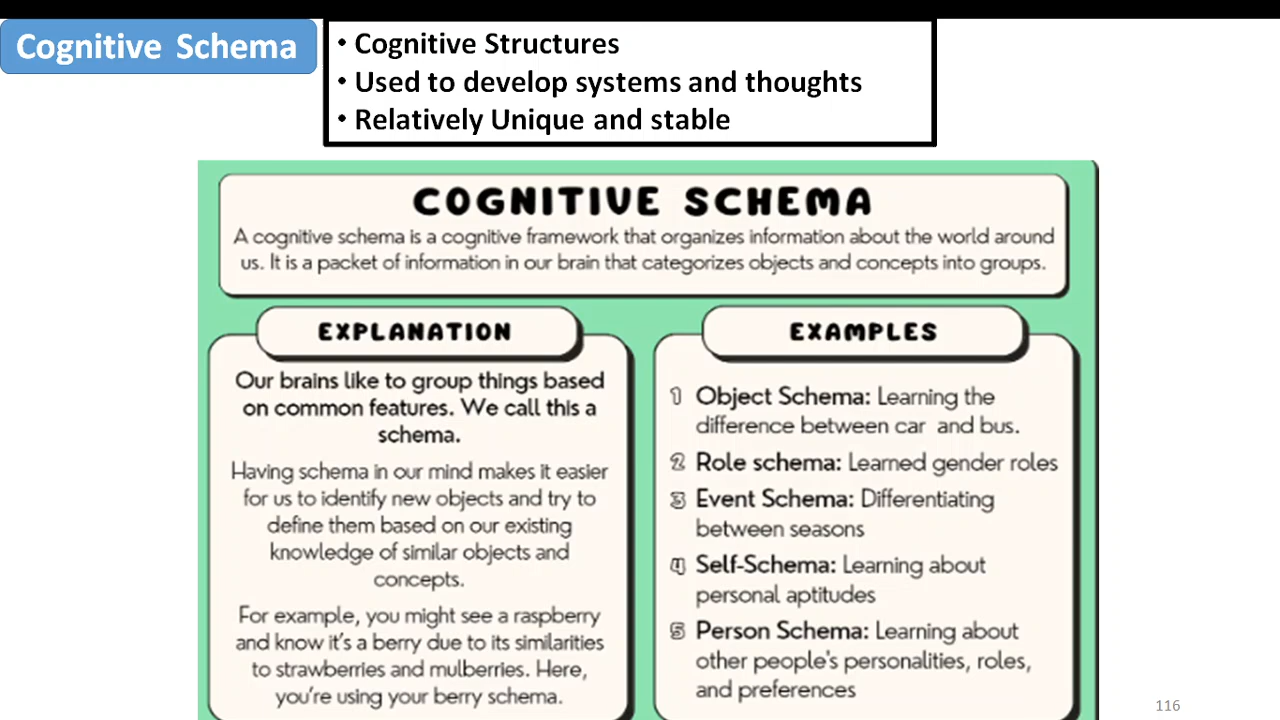 Cognitive Schema
• Cognitive Structures
• Used to develop systems and thoughts
• Relatively Unique and stable
COGNITIVE SCHEMA
A cognitive schema is a cognitive framework that organizes information about the world around
us. It is a packet of information in our brain that categorizes objects and concepts into groups.
EXPLANATION
Our brains like to group things based
on common features. We call this a
schema.
Having schema in our mind makes it easier
for us to identify new objects and try to
define them based on our existing
knowledge of similar objects and
concepts.
For example, you might see a raspberry
and know it's a berry due to its similarities
to strawberries and mulberries. Here,
you're using your berry schema.
EXAMPLES
1 Object Schema: Learning the
difference between car and bus.
2 Role schema: Learned gender roles
3 Event Schema: Differentiating
between seasons
4 Self-Schema: Learning about
personal aptitudes
5 Person Schema: Learning about
other people's personalities, roles,
and preferences
116